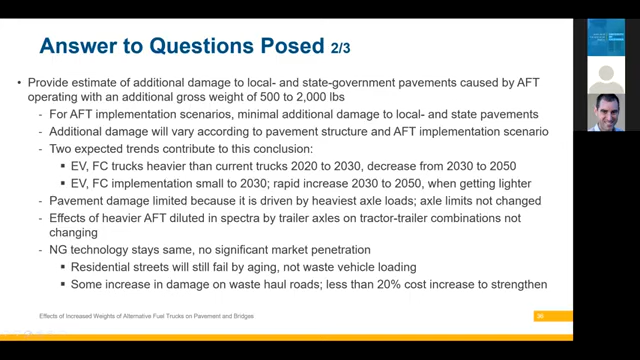 Answer to Questions Posed 2/3
• Provide estimate of additional damage to local- and state-government pavements caused by AFT
operating with an additional gross weight of 500 to 2,000 lbs
- For AFT implementation scenarios, minimal additional damage to local- and state pavements
- Additional damage will vary according to pavement structure and AFT implementation scenario
- Two expected trends contribute to this conclusion:
▪ EV, FC trucks heavier than current trucks 2020 to 2030, decrease from 2030 to 2050
▪ EV, FC implementation small to 2030; rapid increase 2030 to 2050, when getting lighter
- Pavement damage limited because it is driven by heaviest axle loads; axle limits not changed
- Effects of heavier AFT diluted in spectra by trailer axles on tractor-trailer combinations not
changing
- NG technology stays same, no significant market penetration
▪ Residential streets will still fail by aging, not waste vehicle loading
▪ Some increase in damage on waste haul roads; less than 20% cost increase to strengthen
Effects of Increased Weights of Alternative Fuel Trucks on Pavement and Bridges